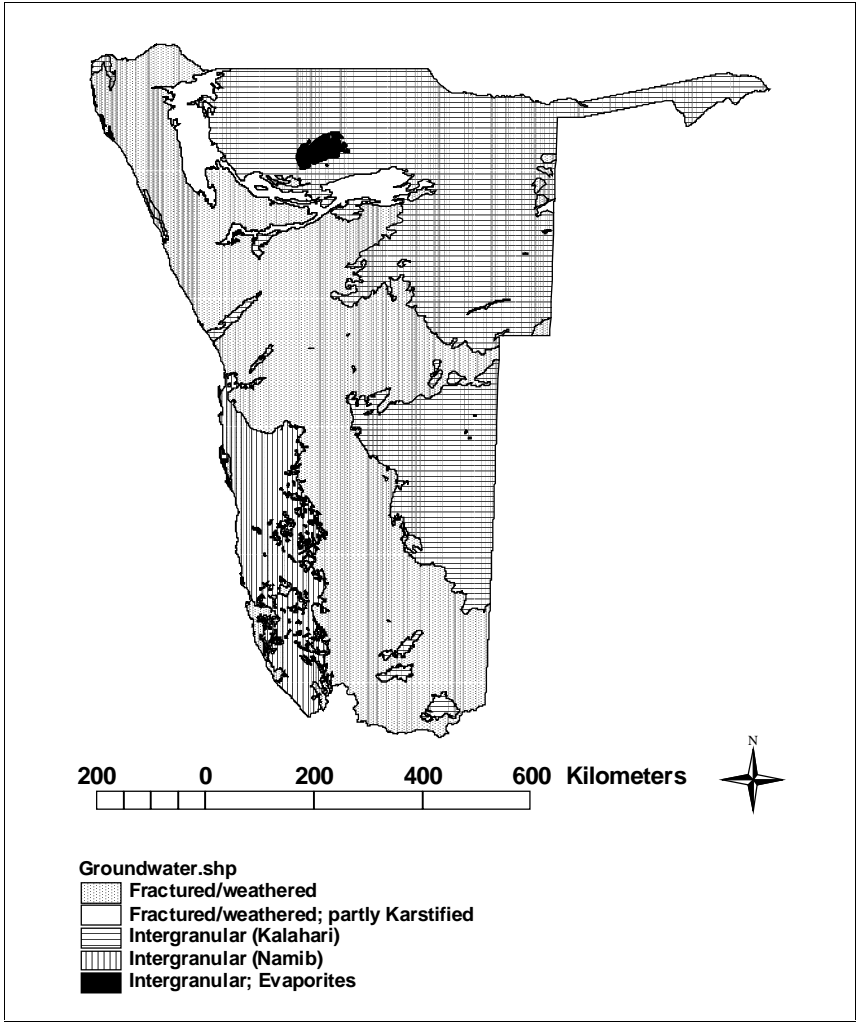 N
200 0 200 400 600 Kilometers
Groundwater.shp
Fractured/weathered
Fractured/weathered; partly Karstified
Intergranular (Kalahari)
Intergranular (Namib)
Intergranular; Evaporites